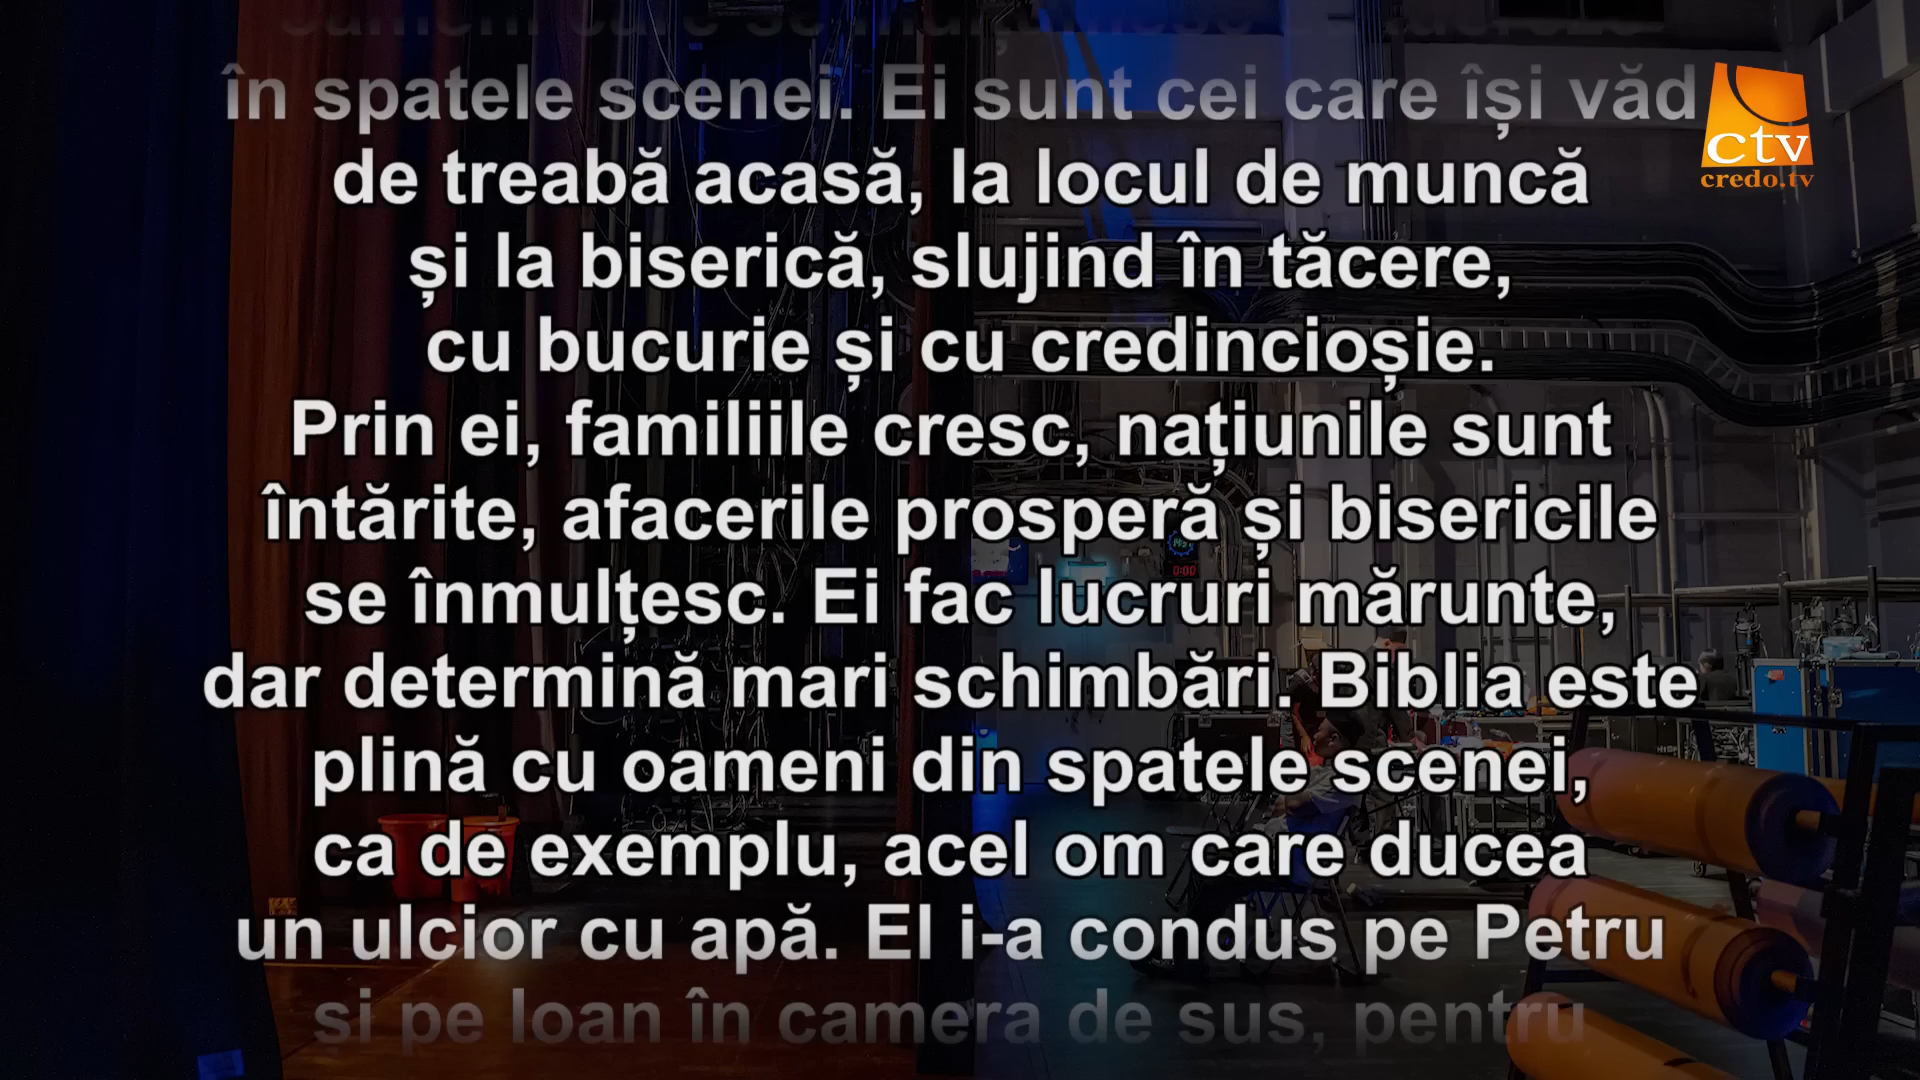 în spatele scenei. Ei sunt cei care își văd
de treabă acasă, la locul de muncă
și la biserică, slujind în tăcere,
cu bucurie și cu credincioșie.
Prin ei, familiile cresc, națiunile sunt
întărite, afacerile prosperă și bisericile
se înmulțesc. Ei fac lucruri mărunte,
dar determină mari schimbări. Biblia este
plină cu oameni din spatele scenei,
ca de exemplu, acel om care ducea
un ulcior cu apă. El i-a condus pe Petru
și pe Ioan în camera de sus, pentru
ctv
credo.tv
0:00